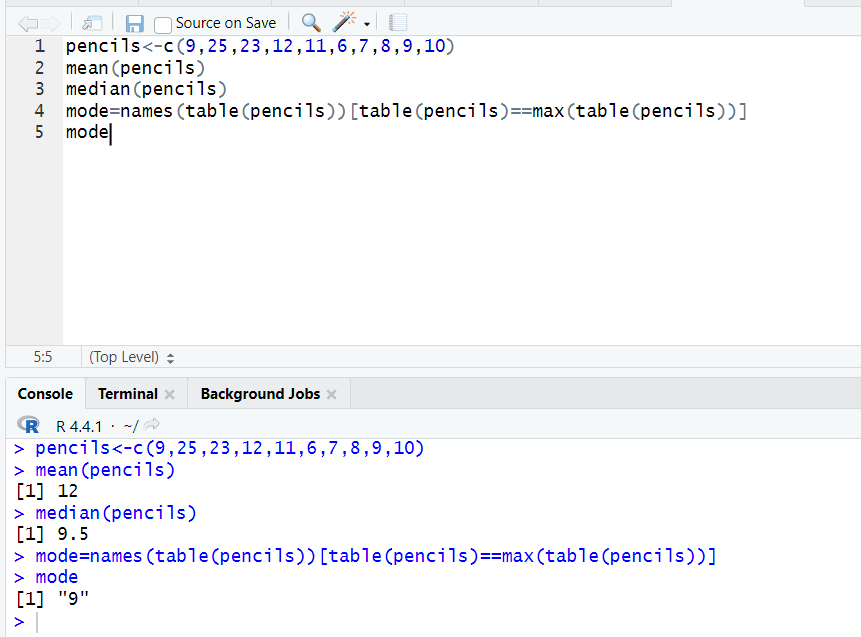 Source on Save
1 pencils<-c(9,25,23,12,11,6,7,8,9,10)
2 mean(pencils)
3 median(pencils)
4 mode=names(table(pencils))[table(pencils)==max(table(pencils))]
5 mode
5:5 (Top Level)
Console Terminal Background Jobs
R R 4.4.1 · ~/
> pencils<-c(9,25,23,12,11,6,7,8,9,10)
> mean(pencils)
[1] 12
> median(pencils)
[1] 9.5
> mode=names(table(pencils))[table(pencils)==max(table(pencils))]
> mode
[1] "9"
>